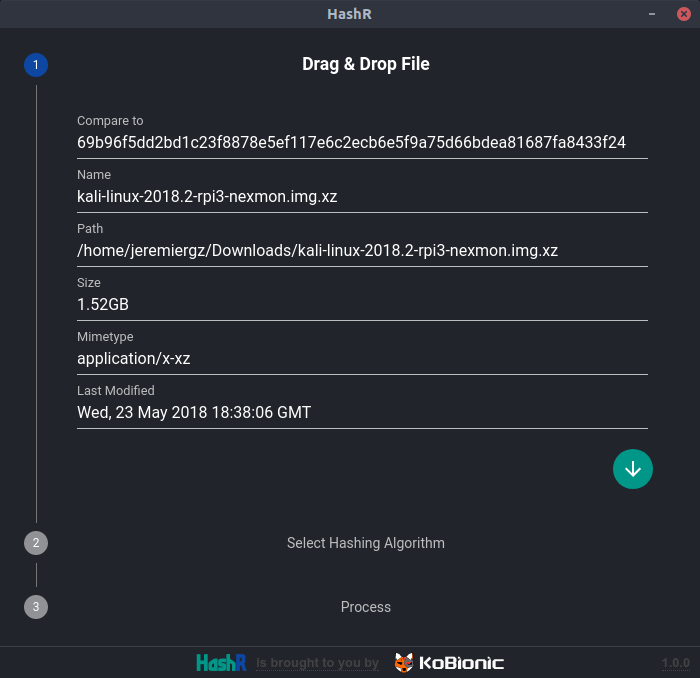 HashR
1
Drag & Drop File
Compare to
69b96f5dd2bd1c23f8878e5ef117e6c2ecb6e5f9a75d66bdea81687fa8433f24
Name
kali-linux-2018.2-rpi3-nexmon.img.xz
Path
/home/jeremiergz/Downloads/kali-linux-2018.2-rpi3-nexmon.img.xz
Size
1.52GB
Mimetype
application/x-xz
Last Modified
Wed, 23 May 2018 18:38:06 GMT
2
Select Hashing Algorithm
3
Process
HashR is brought to you by KoBionic 1.0.0